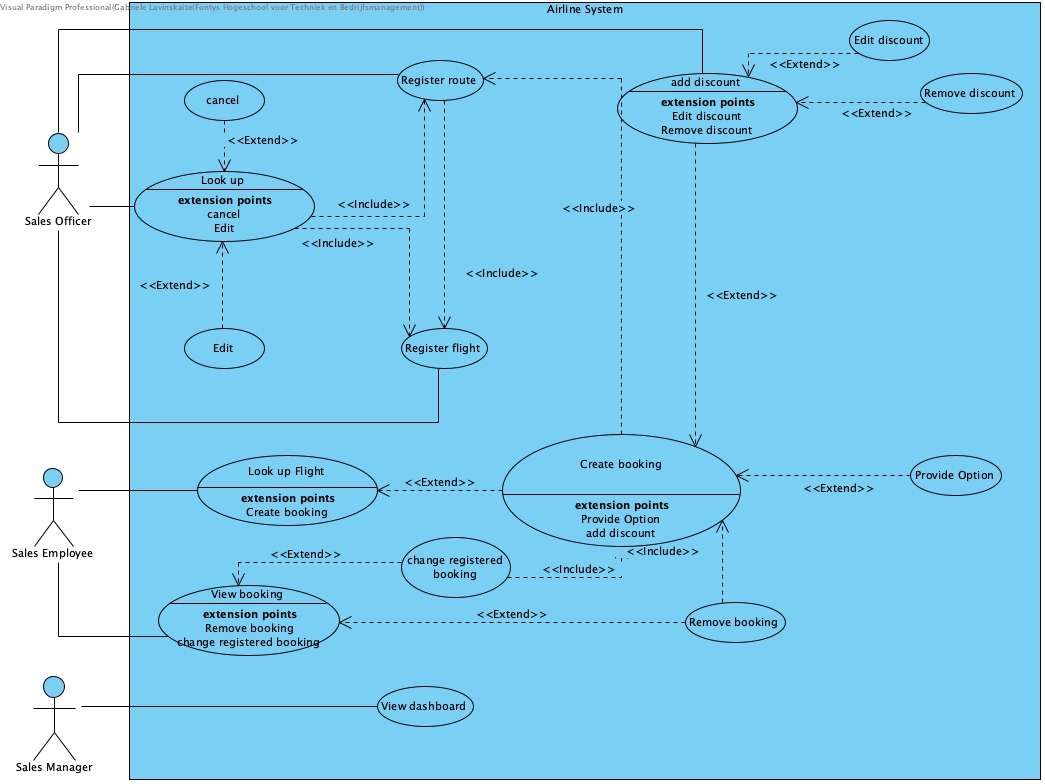 Visual Paradigm Professional(Gabriele Lavinskaite(Fontys Hogeschool voor Techniek en Bedrijfsmanagement))
Airline System
Edit discount
<<Extend>>
Register route
add discount
extension points
Edit discount
Remove discount
Remove discount
<<Extend>>
cancel
<<Extend>>
Look up
extension points
cancel
Edit
Sales Officer
<<Include>>
<<Include>>
<<Include>>
<<Include>>
<<Extend>>
<<Extend>>
Edit
Register flight
Look up Flight
extension points
Create booking
<<Extend>>
Create booking
extension points
Provide Option
add discount
Provide Option
<<Extend>>
Sales Employee
<<Include>>
<<Extend>>
change registered
booking
<<Include>>
View booking
extension points
Remove booking
change registered booking
<<Extend>>
Remove booking
View dashboard
Sales Manager